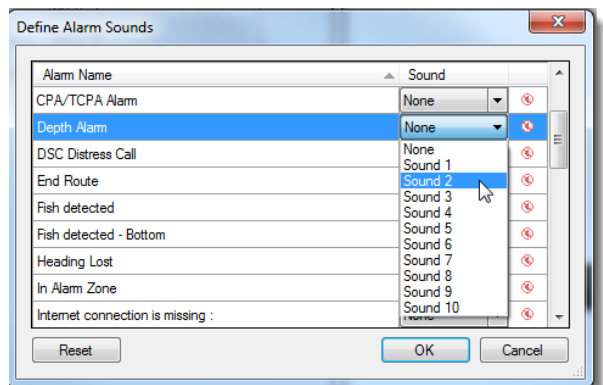 Define Alarm Sounds
Alarm Name Sound
CPA/TCPA Alarm None
Depth Alarm None
DSC Distress Call
End Route
Fish detected
Fish detected - Bottom
Heading Lost
In Alarm Zone
Internet connection is missing :
None
Sound 1
Sound 2
Sound 3
Sound 4
Sound 5
Sound 6
Sound 7
Sound 8
Sound 9
Sound 10
Reset OK Cancel